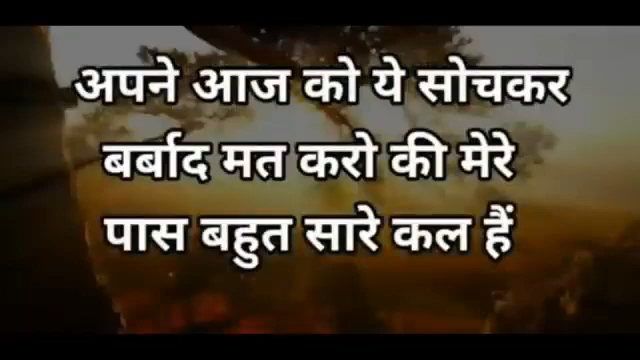 अपने आज को ये सोचकर
बर्बाद मत करो की मेरे
पास बहुत सारे कल हैं